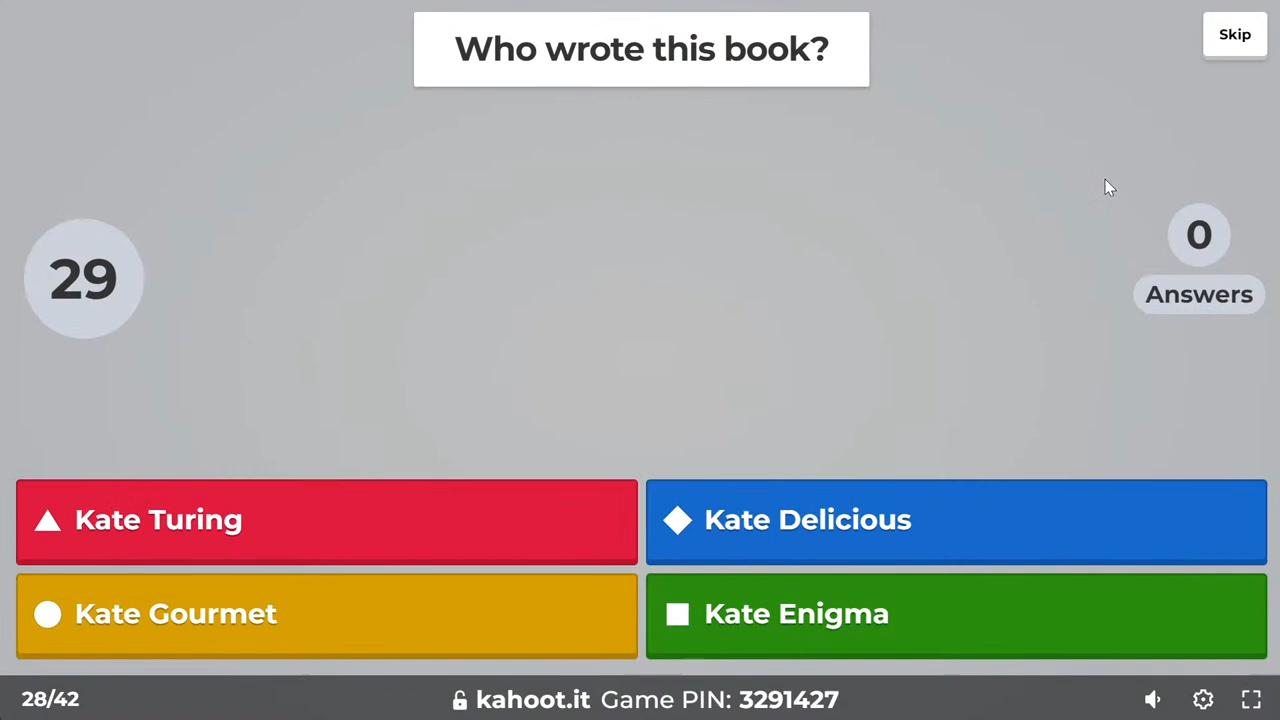 Who wrote this book?
Skip
29
0
Answers
Kate Turing
Kate Delicious
Kate Gourmet
Kate Enigma
28/42
kahoot.it Game PIN: 3291427